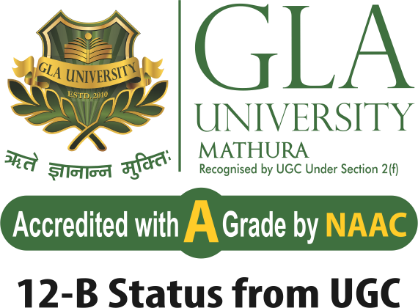 GLA UNIVERSITY
ESTD. 2010
ऋते ज्ञानान्न मुक्तिः
GLA
UNIVERSITY
MATHURA
Recognised by UGC Under Section 2(f)
Accredited with A Grade by NAAC
12-B Status from UGC